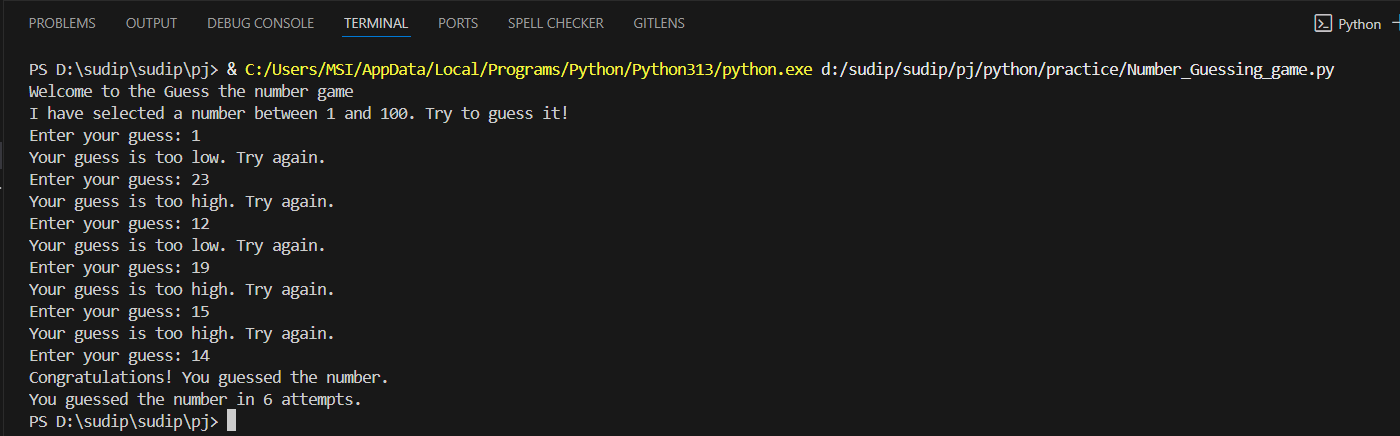 PROBLEMS OUTPUT DEBUG CONSOLE TERMINAL PORTS SPELL CHECKER GITLENS Python
PS D:\sudip\sudip\pj> & C:/Users/MSI/AppData/Local/Programs/Python/Python313/python.exe d:/sudip/sudip/pj/python/practice/Number_Guessing_game.py
Welcome to the Guess the number game
I have selected a number between 1 and 100. Try to guess it!
Enter your guess: 1
Your guess is too low. Try again.
Enter your guess: 23
Your guess is too high. Try again.
Enter your guess: 12
Your guess is too low. Try again.
Enter your guess: 19
Your guess is too high. Try again.
Enter your guess: 15
Your guess is too high. Try again.
Enter your guess: 14
Congratulations! You guessed the number.
You guessed the number in 6 attempts.
PS D:\sudip\sudip\pj>